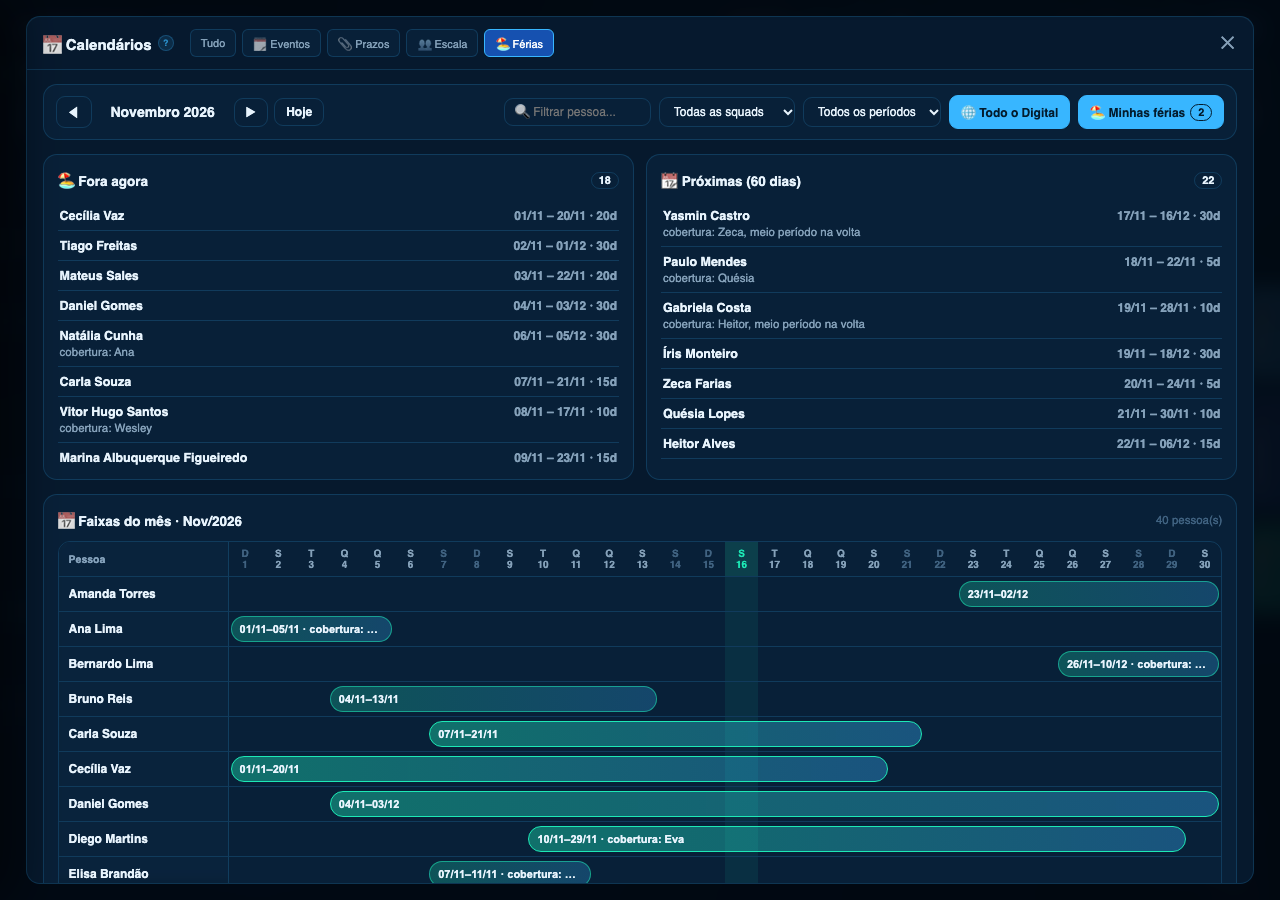 Calendários ? Tudo Eventos Prazos Escala Férias
Novembro 2026 Hoje Filtrar pessoa... Todas as squads Todos os períodos Todo o Digital Minhas férias 2
Fora agora 18
Cecília Vaz 01/11 – 20/11 · 20d
Tiago Freitas 02/11 – 01/12 · 30d
Mateus Sales 03/11 – 22/11 · 20d
Daniel Gomes 04/11 – 03/12 · 30d
Natália Cunha 06/11 – 05/12 · 30d
cobertura: Ana
Carla Souza 07/11 – 21/11 · 15d
Vitor Hugo Santos 08/11 – 17/11 · 10d
cobertura: Wesley
Marina Albuquerque Figueiredo 09/11 – 23/11 · 15d
Próximas (60 dias) 22
Yasmin Castro 17/11 – 16/12 · 30d
cobertura: Zeca, meio período na volta
Paulo Mendes 18/11 – 22/11 · 5d
cobertura: Quésia
Gabriela Costa 19/11 – 28/11 · 10d
cobertura: Heitor, meio período na volta
Íris Monteiro 19/11 – 18/12 · 30d
Zeca Farias 20/11 – 24/11 · 5d
Quésia Lopes 21/11 – 30/11 · 10d
Heitor Alves 22/11 – 06/12 · 15d
Faixas do mês · Nov/2026 40 pessoa(s)
Pessoa
D S T Q Q S S D S T Q Q S S D S T Q Q S S D S T Q Q S S D S
1 2 3 4 5 6 7 8 9 10 11 12 13 14 15 16 17 18 19 20 21 22 23 24 25 26 27 28 29 30
Amanda Torres 23/11–02/12
Ana Lima 01/11–05/11 · cobertura: ...
Bernardo Lima 26/11–10/12 · cobertura: ...
Bruno Reis 04/11–13/11
Carla Souza 07/11–21/11
Cecília Vaz 01/11–20/11
Daniel Gomes 04/11–03/12
Diego Martins 10/11–29/11 · cobertura: Eva
Elisa Brandão 07/11–11/11 · cobertura: ...